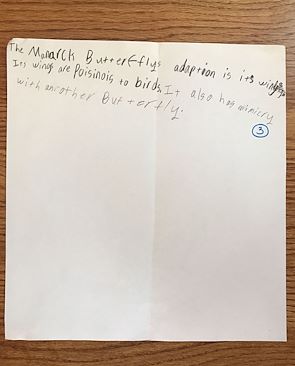 The Monarck Butterflys adaption is its wings
Its wings are Poisinois to birds, It also has mimicry
with another Butterfly.
3